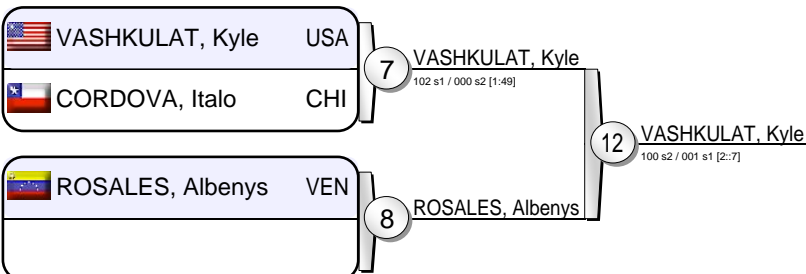 VASHKULAT, Kyle USA
CORDOVA, Italo CHI
7
VASHKULAT, Kyle
102 s1 / 000 s2 [1:49]
ROSALES, Albenys VEN
8
ROSALES, Albenys
12
VASHKULAT, Kyle
100 s2 / 001 s1 [2::7]